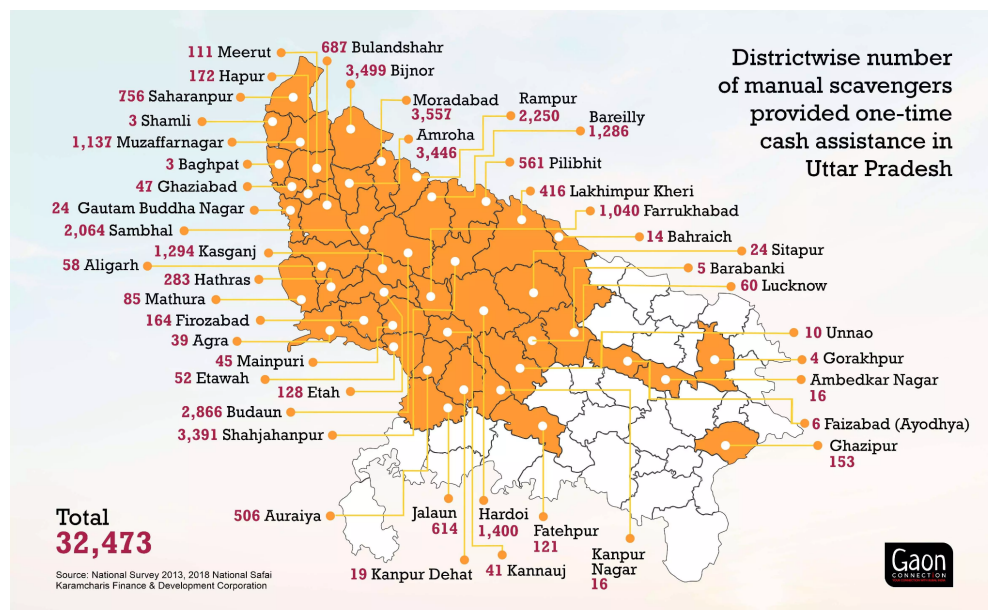 Districtwise number
of manual scavengers
provided one-time
cash assistance in
Uttar Pradesh
111 Meerut
687 Bulandshahr
172 Hapur
3,499 Bijnor
756 Saharanpur
Moradabad
3,557
Rampur
2,250
Bareilly
1,286
3 Shamli
1,137 Muzaffarnagar
Amroha
3,446
3 Baghpat
561 Pilibhit
47 Ghaziabad
416 Lakhimpur Kheri
24 Gautam Buddha Nagar
1,040 Farrukhabad
2,064 Sambhal
14 Bahraich
1,294 Kasganj
24 Sitapur
58 Aligarh
5 Barabanki
283 Hathras
60 Lucknow
85 Mathura
164 Firozabad
10 Unnao
39 Agra
4 Gorakhpur
45 Mainpuri
52 Etawah
Ambedkar Nagar
16
128 Etah
2,866 Budaun
6 Faizabad (Ayodhya)
3,391 Shahjahanpur
Ghazipur
153
506 Auraiya
Jalaun
614
Hardoi
1,400
Fatehpur
121
Kanpur
Nagar
16
19 Kanpur Dehat
41 Kannauj
Total
32,473
Source: National Survey 2013, 2018 National Safai
Karamcharis Finance & Development Corporation
Gaon
CONNECTION